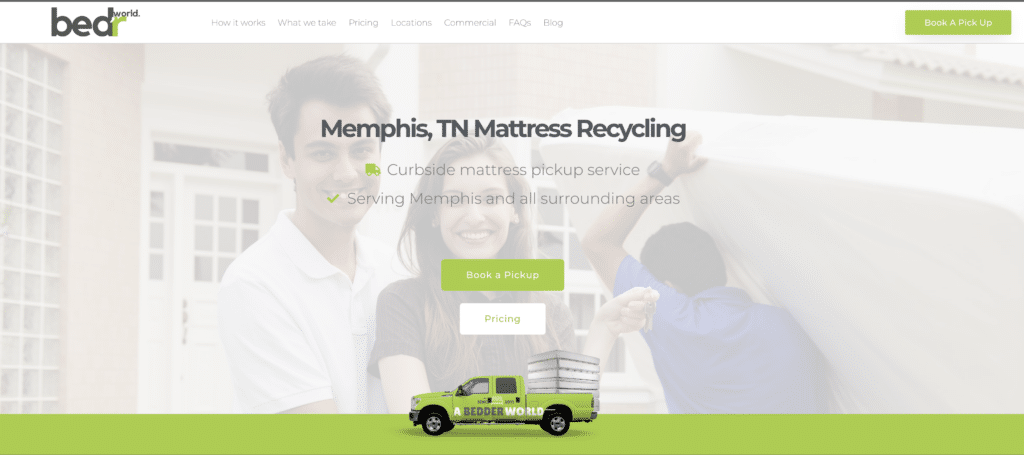 bedr world.
How it works
What we take
Pricing
Locations
Commercial
FAQs
Blog
Book A Pick Up
Memphis, TN Mattress Recycling
Curbside mattress pickup service
Serving Memphis and all surrounding areas
Book a Pickup
Pricing
A BEDDER WORLD